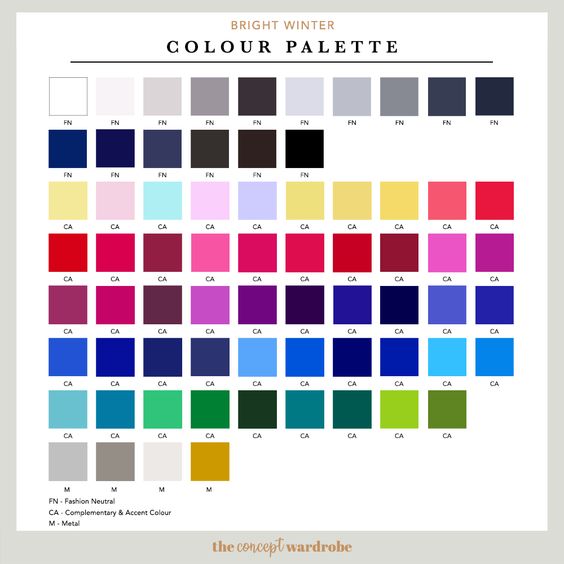 BRIGHT WINTER
COLOUR PALETTE
FN FN FN FN FN FN FN FN FN FN
FN FN FN FN FN FN
CA CA CA CA CA CA CA CA CA CA
CA CA CA CA CA CA CA CA CA CA
CA CA CA CA CA CA CA CA CA CA
CA CA CA CA CA CA CA CA CA CA
CA CA CA CA CA CA CA CA CA
M M M M
FN - Fashion Neutral
CA - Complementary & Accent Colour
M - Metal
the concept wardrobe